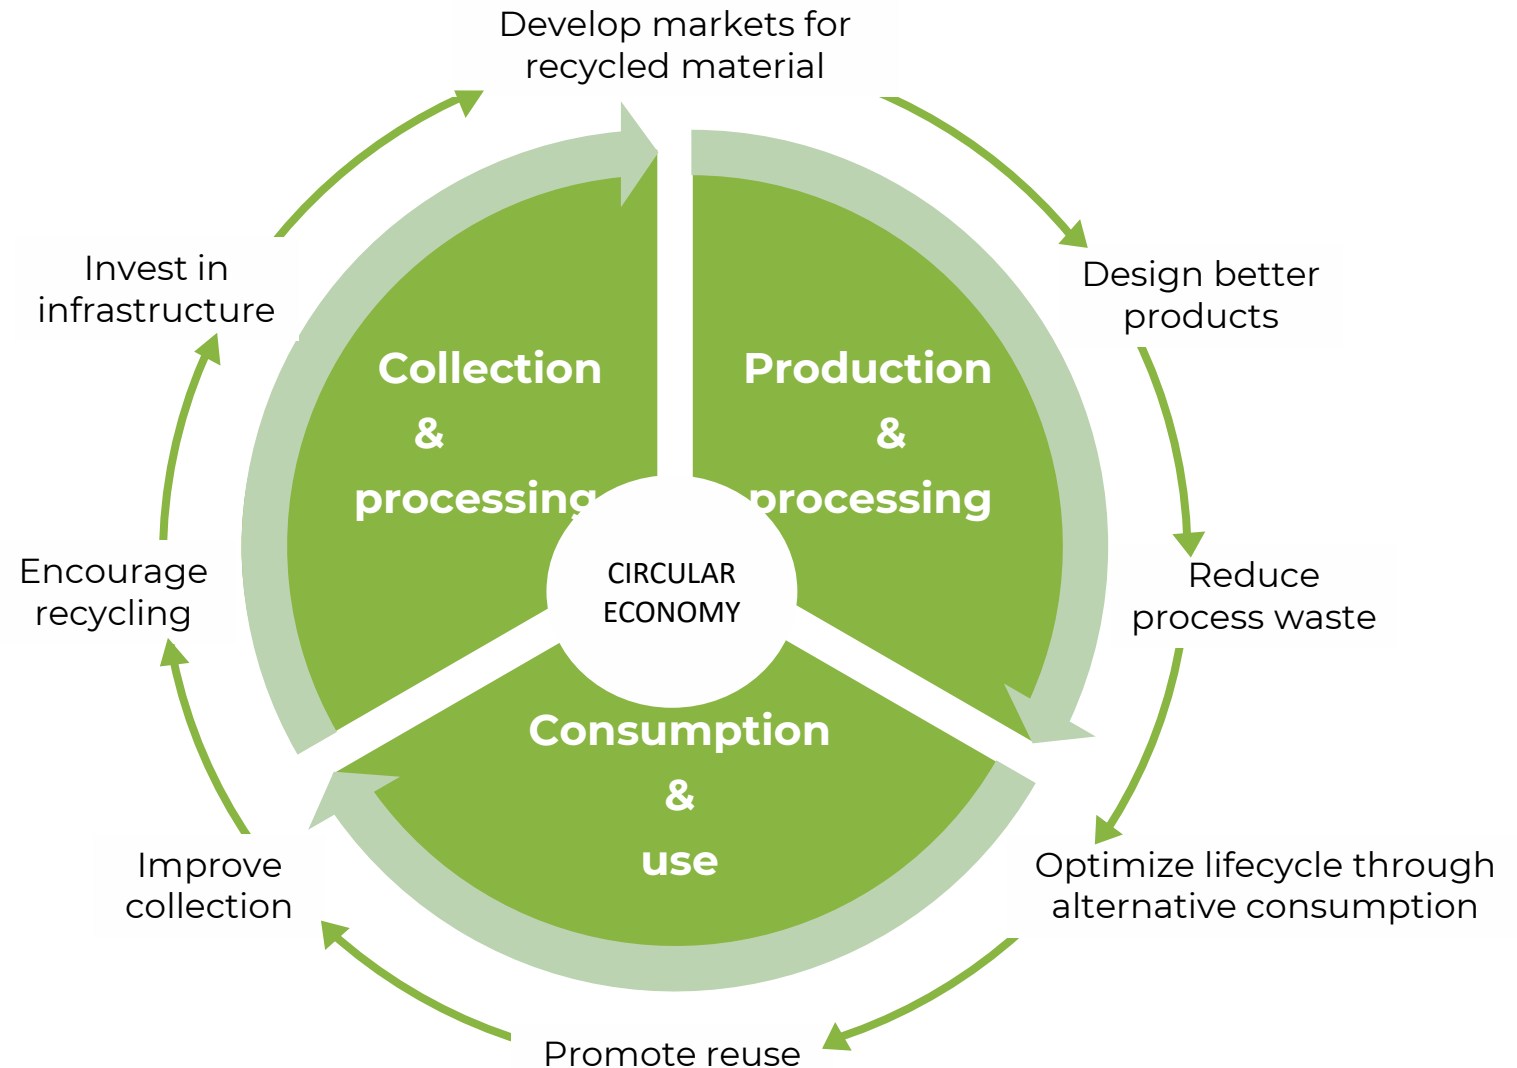 Develop markets for
recycled material
Design better
products
Reduce
process waste
Optimize lifecycle through
alternative consumption
Promote reuse
Improve
collection
Encourage
recycling
Invest in
infrastructure
Collection
&
processing
Production
&
processing
Consumption
&
use
CIRCULAR
ECONOMY